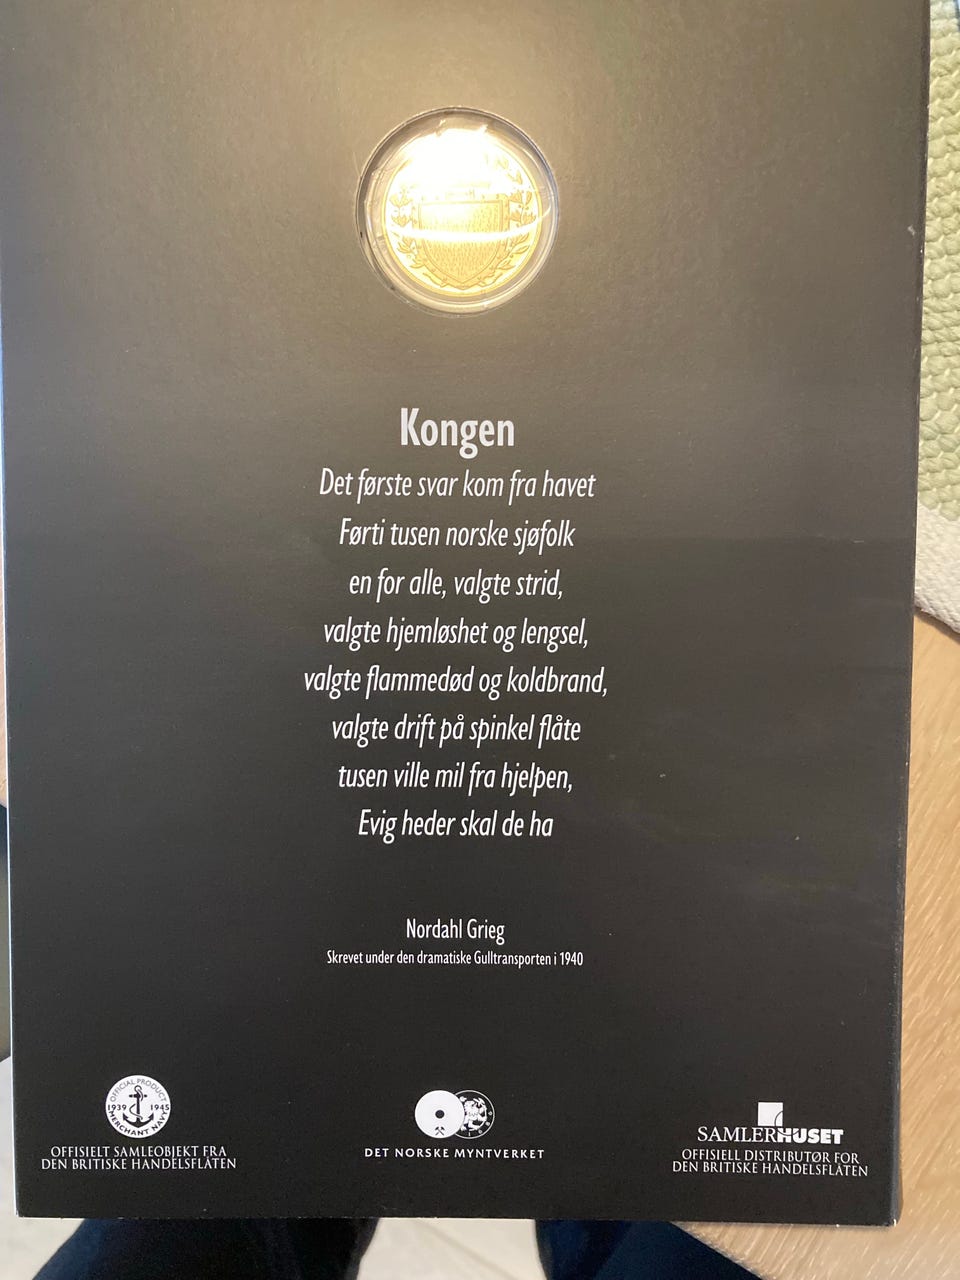 Kongen
Det første svar kom fra havet
Førti tusen norske sjøfolk
en for alle, valgte strid,
valgte hjemløshet og lengsel,
valgte flammedød og koldbrand,
valgte drift på spinkel flåte
tusen ville mil fra hjelpen,
Evig heder skal de ha
Nordahl Grieg
Skrevet under den dramatiske Gulltransporten i 1940
OFFICIAL PRODUCT
1939 1945
MERCHANT NAVY
OFFISIELT SAMLEOBJEKT FRA
DEN BRITISKE HANDELSFLÅTEN
DET NORSKE MYNTVERKET
SAMLERHUSET
OFFISIELL DISTRIBUTØR FOR
DEN BRITISKE HANDELSFLÅTEN